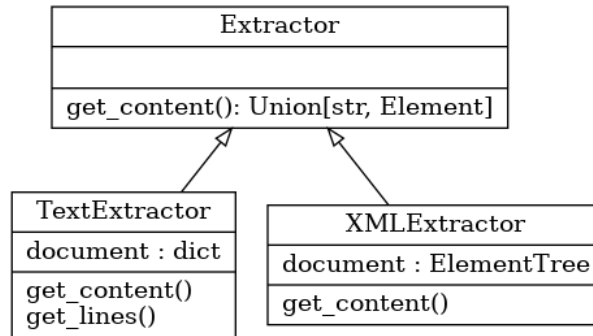 Extractor
get_content(): Union[str, Element]
TextExtractor
document : dict
get_content()
get_lines()
XMLExtractor
document : ElementTree
get_content()